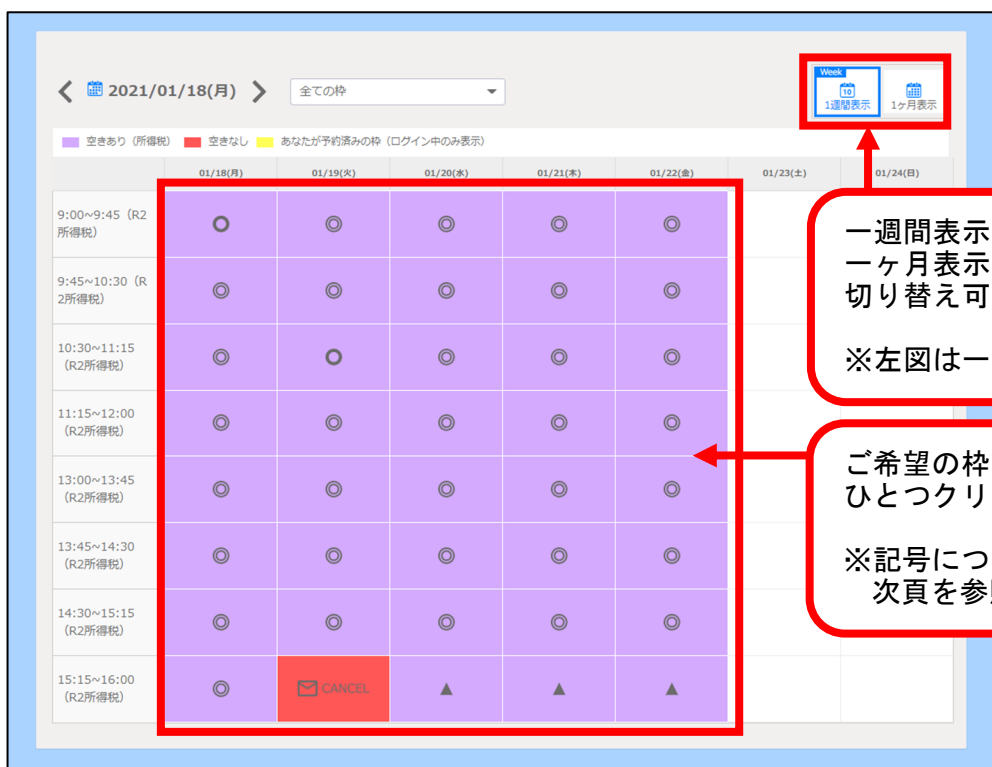 2021/01/18(月)
全ての枠
Week
10
1週間表示 1ヶ月表示
空きあり（所得税） 空きなし あなたが予約済みの枠（ログイン中のみ表示）
01/18(月) 01/19(火) 01/20(水) 01/21(木) 01/22(金) 01/23(土) 01/24(日)
9:00~9:45（R2
所得税） ○ ◎ ◎ ◎ ◎
9:45~10:30（R
2所得税） ◎ ◎ ◎ ◎ ◎
10:30~11:15
（R2所得税） ◎ ○ ◎ ◎ ◎
11:15~12:00
（R2所得税） ◎ ◎ ◎ ◎ ◎
13:00~13:45
（R2所得税） ◎ ◎ ◎ ◎ ◎
13:45~14:30
（R2所得税） ◎ ◎ ◎ ◎ ◎
14:30~15:15
（R2所得税） ◎ ◎ ◎ ◎ ◎
15:15~16:00
（R2所得税） ◎ CANCEL ▲ ▲ ▲
一週間表示
一ヶ月表示
切り替え可
※左図は一
ご希望の枠
ひとつクリ
※記号につ
次頁を参